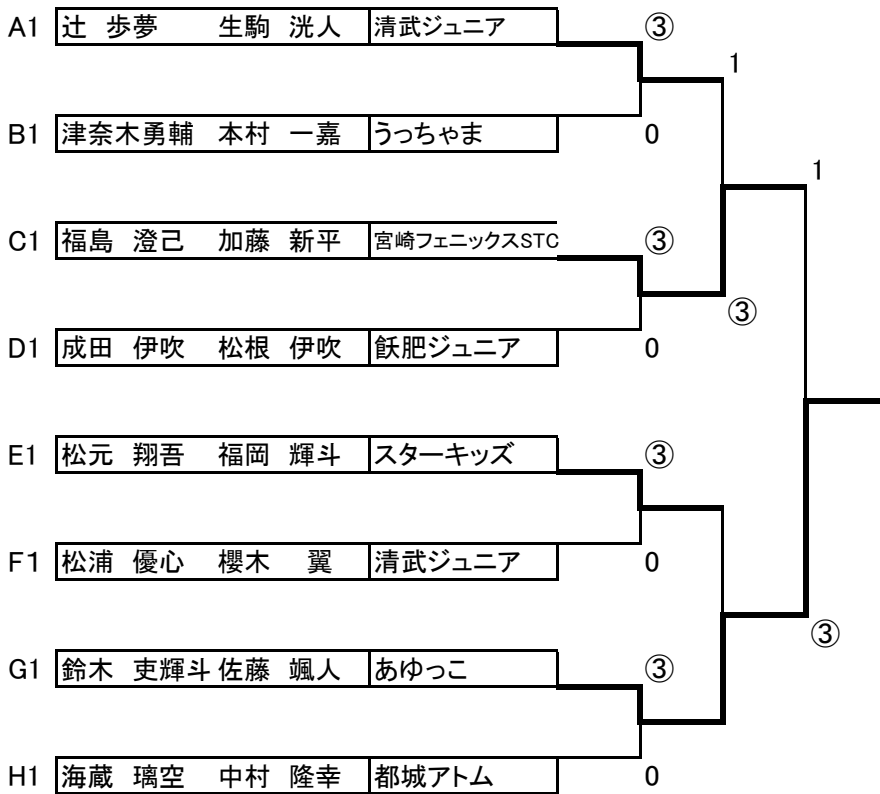 A1 辻 歩夢 生駒 洸人 清武ジュニア ③
1
B1 津奈木勇輔 本村 一嘉 うっちゃま 0
1
C1 福島 澄己 加藤 新平 宮崎フェニックスSTC ③
③
D1 成田 伊吹 松根 伊吹 飫肥ジュニア 0
E1 松元 翔吾 福岡 輝斗 スターキッズ ③
F1 松浦 優心 櫻木 翼 清武ジュニア 0
③
G1 鈴木 吏輝斗 佐藤 颯人 あゆっこ ③
H1 海蔵 璃空 中村 隆幸 都城アトム 0